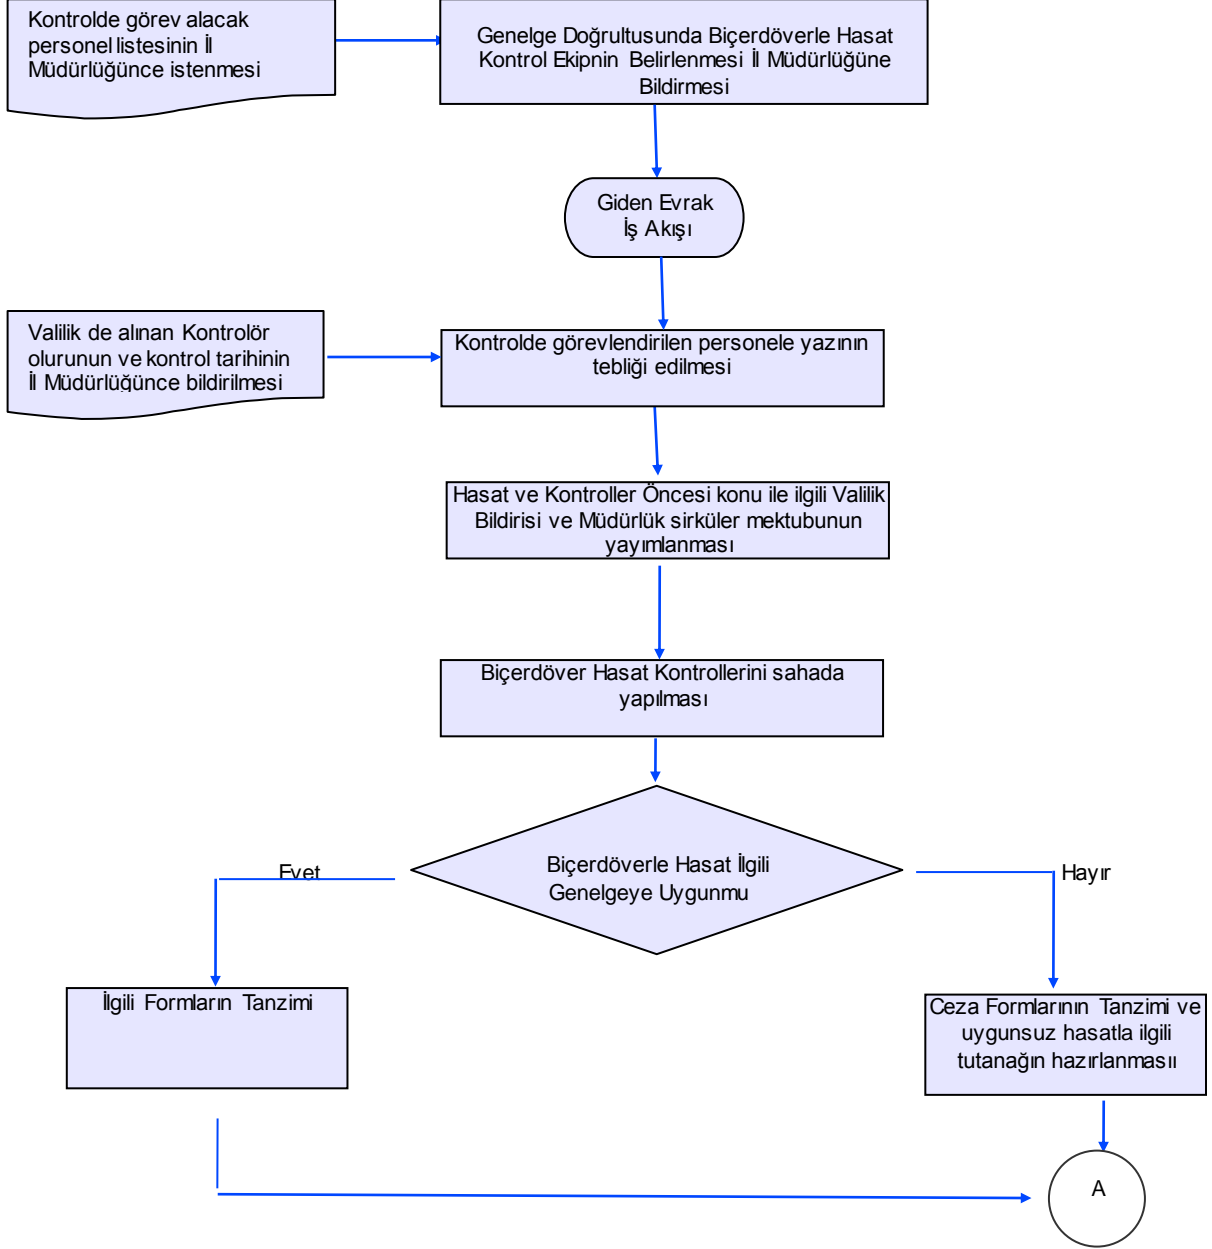 Kontrolde görev alacak
personel listesinin İl
Müdürlüğünce istenmesi
Genelge Doğrultusunda Biçerdöverle Hasat
Kontrol Ekipnin Belirlenmesi İl Müdürlüğüne
Bildirmesi
Giden Evrak
İş Akışı
Valilik de alınan Kontrolör
olurunun ve kontrol tarihinin
İl Müdürlüğünce bildirilmesi
Kontrolde görevlendirilen personele yazının
tebliği edilmesi
Hasat ve Kontroller Öncesi konu ile ilgili Valilik
Bildirisi ve Müdürlük sirküler mektubunun
yayımlanması
Biçerdöver Hasat Kontrollerini sahada
yapılması
Biçerdöverle Hasat İlgili
Genelgeye Uygunmu
Evet
Hayır
İlgili Formların Tanzimi
Ceza Formlarının Tanzimi ve
uygunsuz hasatla ilgili
tutanağın hazırlanmasıı
A